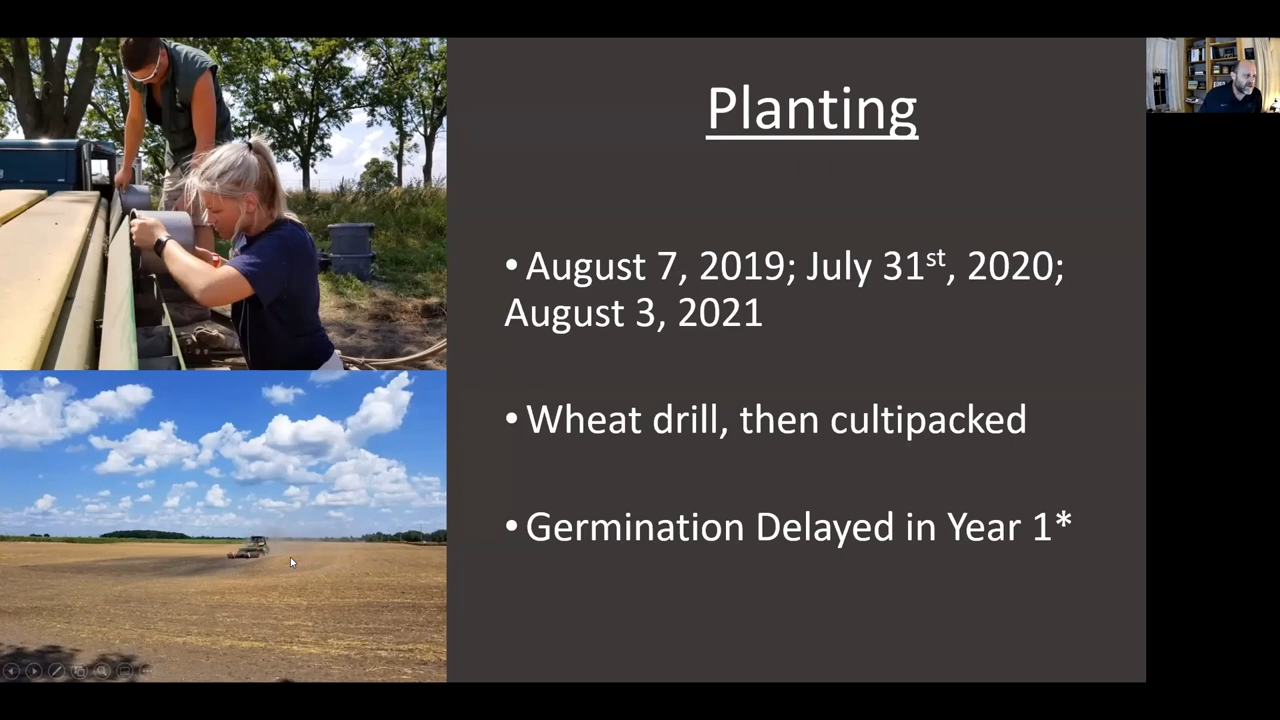 Planting
• August 7, 2019; July 31st, 2020;
August 3, 2021
• Wheat drill, then cultipacked
• Germination Delayed in Year 1*